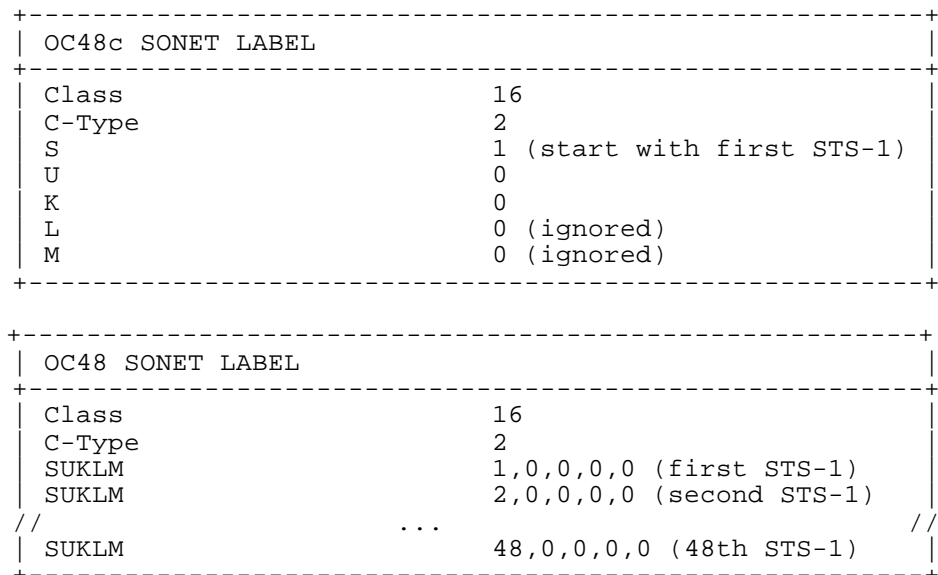 +--------------------------------------------------------+
| OC48c SONET LABEL                                      |
+--------------------------------------------------------+
| Class                      16                          |
| C-Type                     2                           |
| S                          1 (start with first STS-1)  |
| U                          0                           |
| K                          0                           |
| L                          0 (ignored)                 |
| M                          0 (ignored)                 |
+--------------------------------------------------------+
+--------------------------------------------------------+
| OC48 SONET LABEL                                       |
+--------------------------------------------------------+
| Class                      16                          |
| C-Type                     2                           |
| SUKLM                      1,0,0,0,0 (first STS-1)     |
| SUKLM                      2,0,0,0,0 (second STS-1)    |
//                      ...                             //
| SUKLM                      48,0,0,0,0 (48th STS-1)     |
+--------------------------------------------------------+